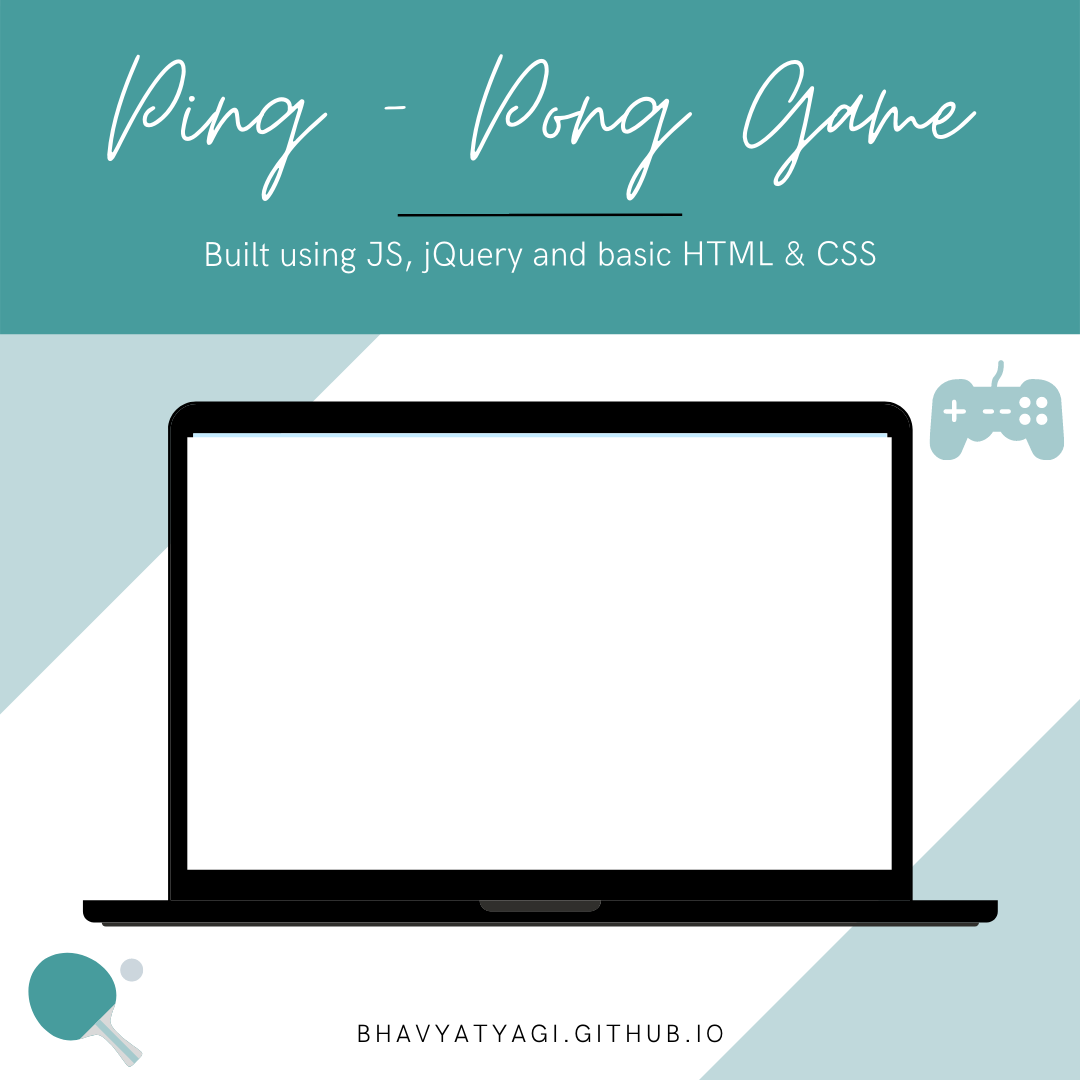 Ping - Pong Game
Built using JS, jQuery and basic HTML & CSS
BHAVYATYAGI.GITHUB.IO